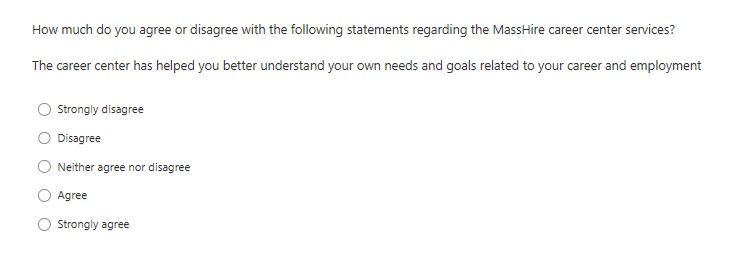 How much do you agree or disagree with the following statements regarding the MassHire career center services?
The career center has helped you better understand your own needs and goals related to your career and employment
Strongly disagree
Disagree
Neither agree nor disagree
Agree
Strongly agree